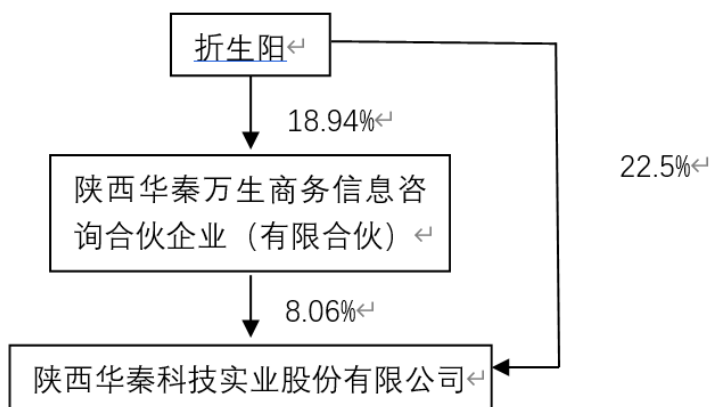 折生阳
18.94%
22.5%
陕西华秦万生商务信息咨
询合伙企业（有限合伙）
8.06%
陕西华秦科技实业股份有限公司